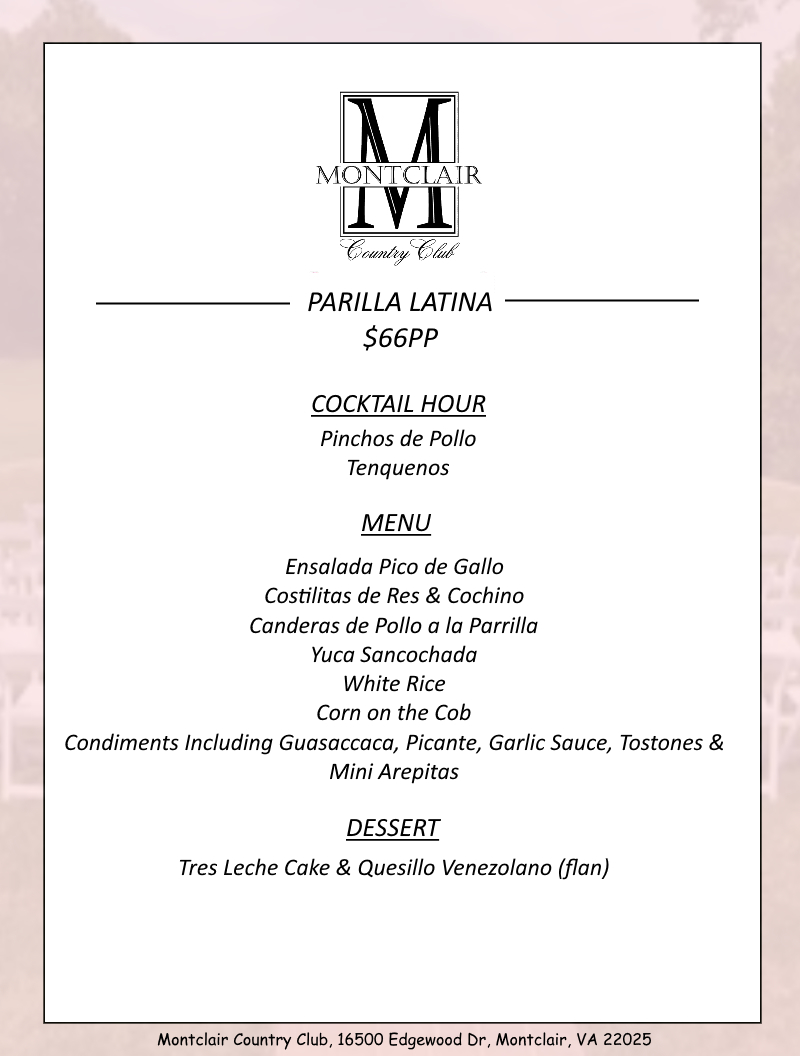 M
MONTCLAIR
Country Club
PARILLA LATINA
$66PP
COCKTAIL HOUR
Pinchos de Pollo
Tenquenos
MENU
Ensalada Pico de Gallo
Costilitas de Res & Cochino
Canderas de Pollo a la Parrilla
Yuca Sancochada
White Rice
Corn on the Cob
Condiments Including Guasaccaca, Picante, Garlic Sauce, Tostones &
Mini Arepitas
DESSERT
Tres Leche Cake & Quesillo Venezolano (flan)
Montclair Country Club, 16500 Edgewood Dr, Montclair, VA 22025